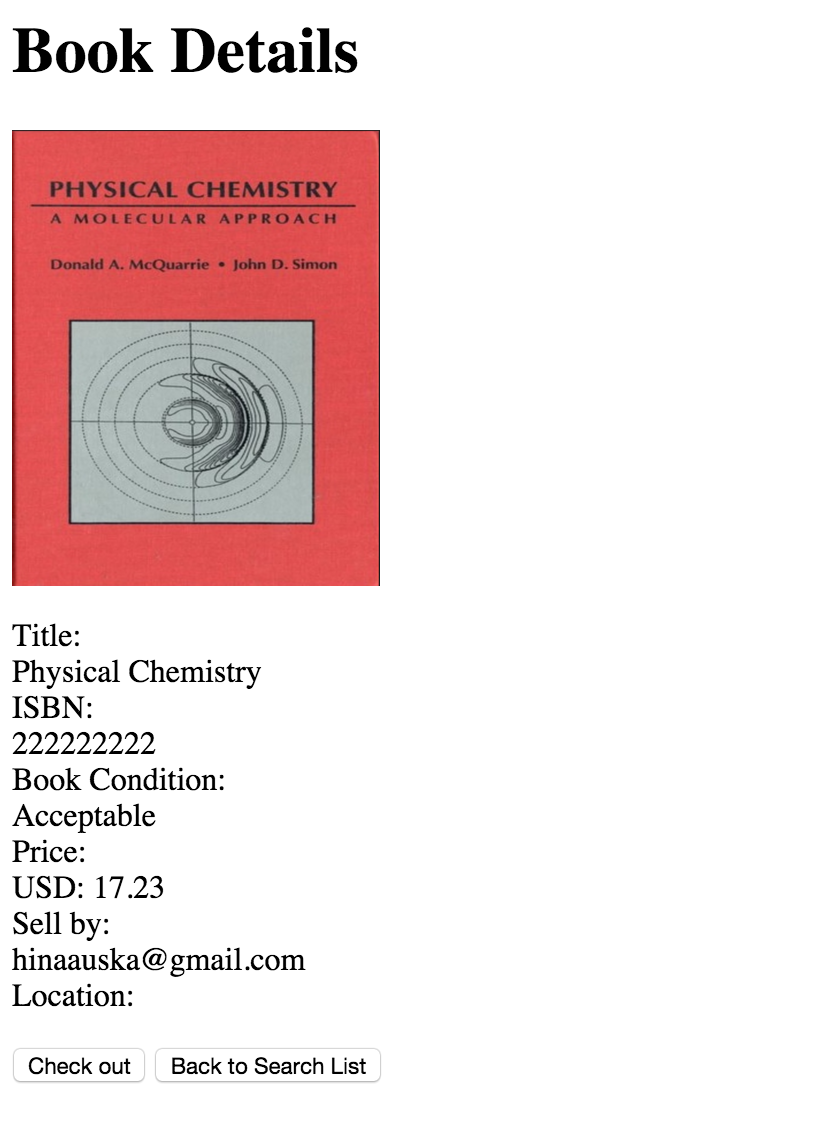 Book Details
PHYSICAL CHEMISTRY
A MOLECULAR APPROACH
Donald A. McQuarrie • John D. Simon
Title:
Physical Chemistry
ISBN:
222222222
Book Condition:
Acceptable
Price:
USD: 17.23
Sell by:
hinaauska@gmail.com
Location:
Check out Back to Search List